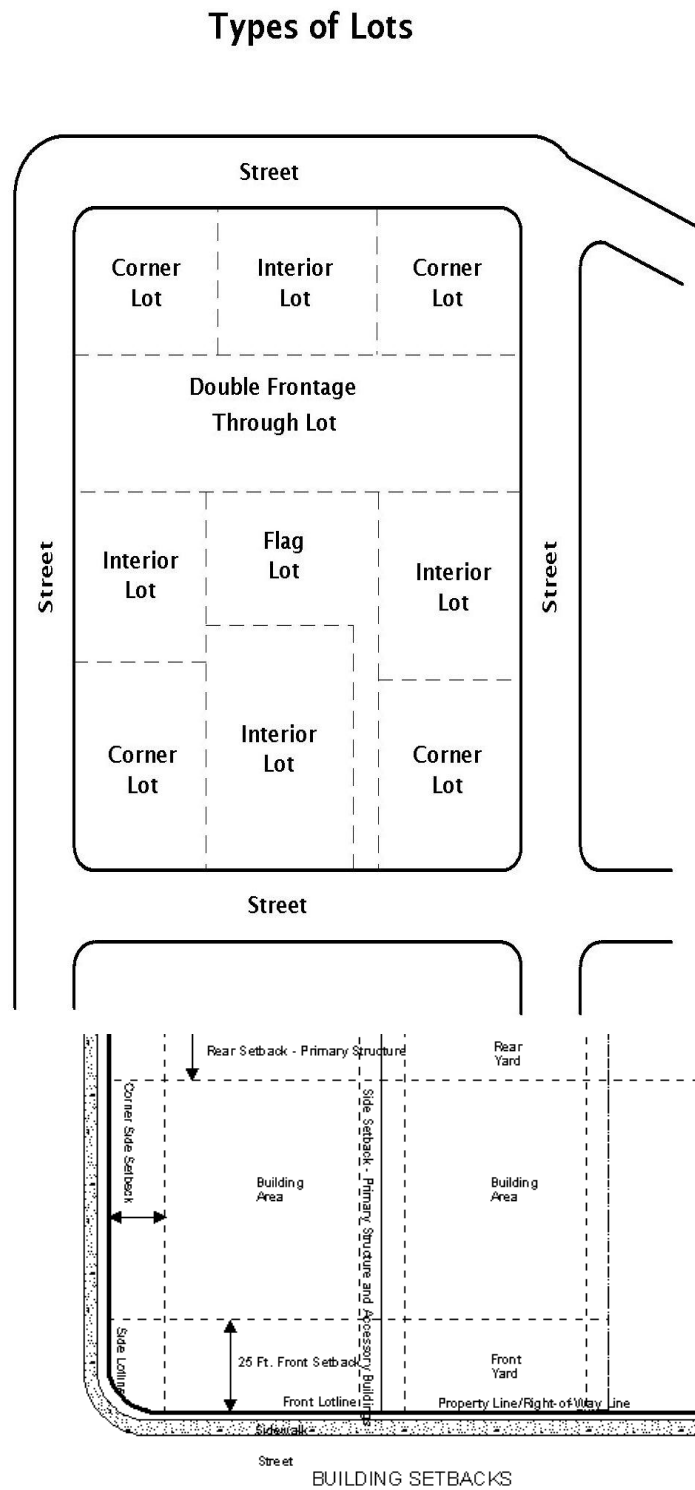 Types of Lots
Street
Corner
Lot
Interior
Lot
Corner
Lot
Double Frontage
Through Lot
Street
Interior
Lot
Flag
Lot
Interior
Lot
Street
Corner
Lot
Interior
Lot
Corner
Lot
Street
Rear Setback - Primary Structure
Rear
Yard
Corner Side Setback
Building
Area
Side Setback - Primary Structure and Accessory Buildings
Building
Area
Side Lotline
25 Ft. Front Setback
Front
Yard
Front Lotline
Property Line/Right-of-Way Line
Sidewalk
Street
BUILDING SETBACKS